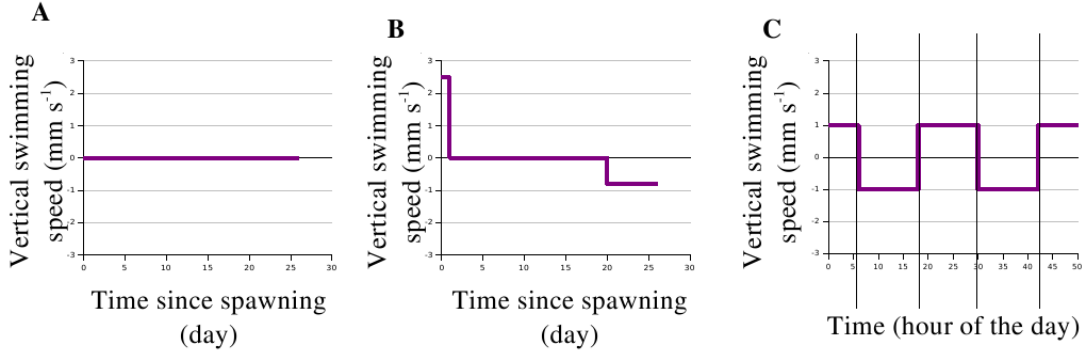 A
Vertical swimming
speed (mm s-1)
3
2
1
0
-1
-2
-3
0 5 10 15 20 25 30
Time since spawning
(day)
B
Vertical swimming
speed (mm s-1)
3
2
1
0
-1
-2
-3
0 5 10 15 20 25 30
Time since spawning
(day)
C
Vertical swimming
speed (mm s-1)
3
2
1
0
-1
-2
-3
0 5 10 15 20 25 30 35 40 45 50
Time (hour of the day)